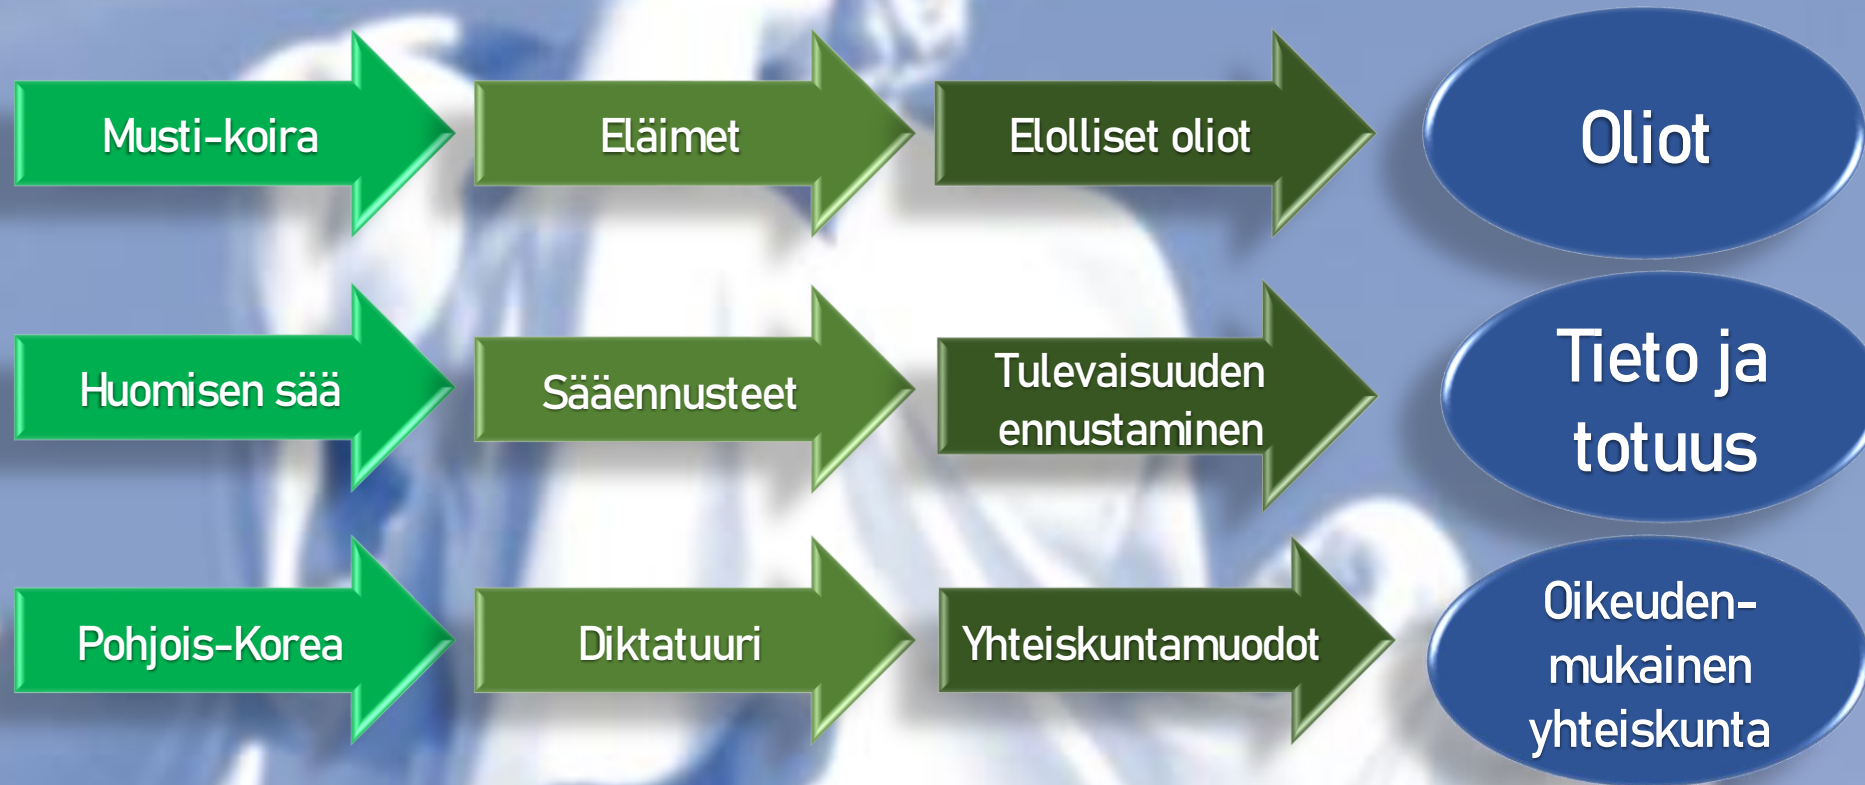 Musti-koira
Eläimet
Elolliset oliot
Oliot
Huomisen sää
Sääennusteet
Tulevaisuuden
ennustaminen
Tieto ja
totuus
Pohjois-Korea
Diktatuuri
Yhteiskuntamuodot
Oikeuden-
mukainen
yhteiskunta